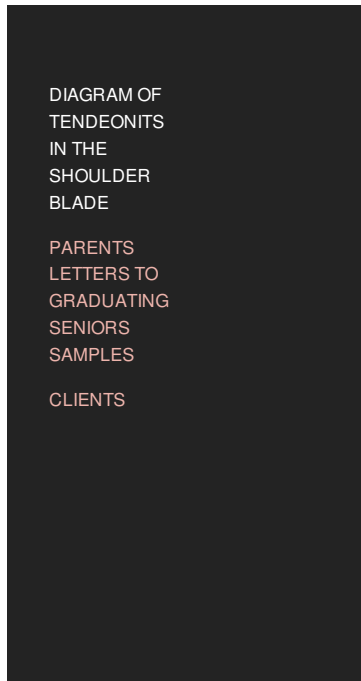 DIAGRAM OF
TENDEONITS
IN THE
SHOULDER
BLADE
PARENTS
LETTERS TO
GRADUATING
SENIORS
SAMPLES
CLIENTS